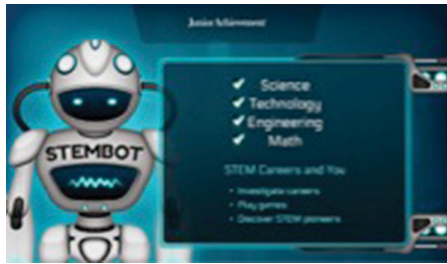 Junior Achievement
STEMBOT
✔ Science
✔ Technology
✔ Engineering
✔ Math
STEM Careers and You
• Investigate careers
• Play games
• Discover STEM pioneers